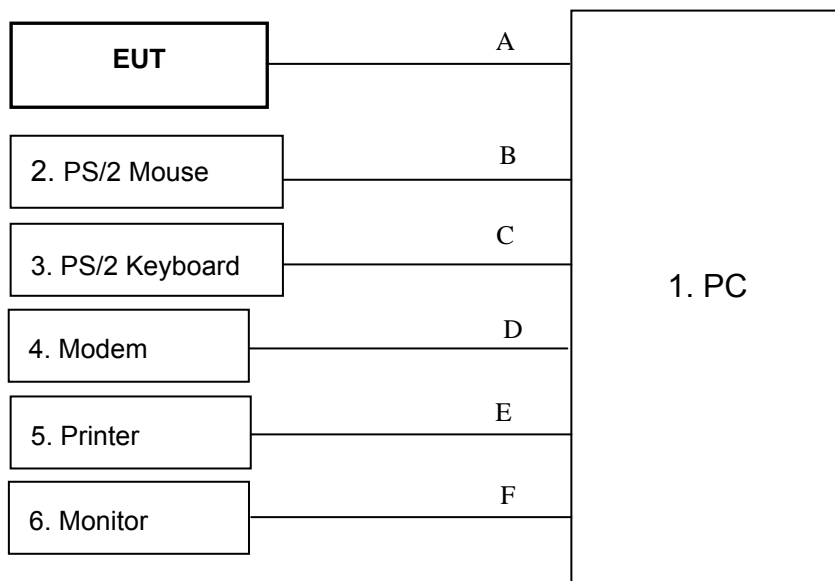 EUT
A
2. PS/2 Mouse
B
3. PS/2 Keyboard
C
1. PC
4. Modem
D
5. Printer
E
6. Monitor
F